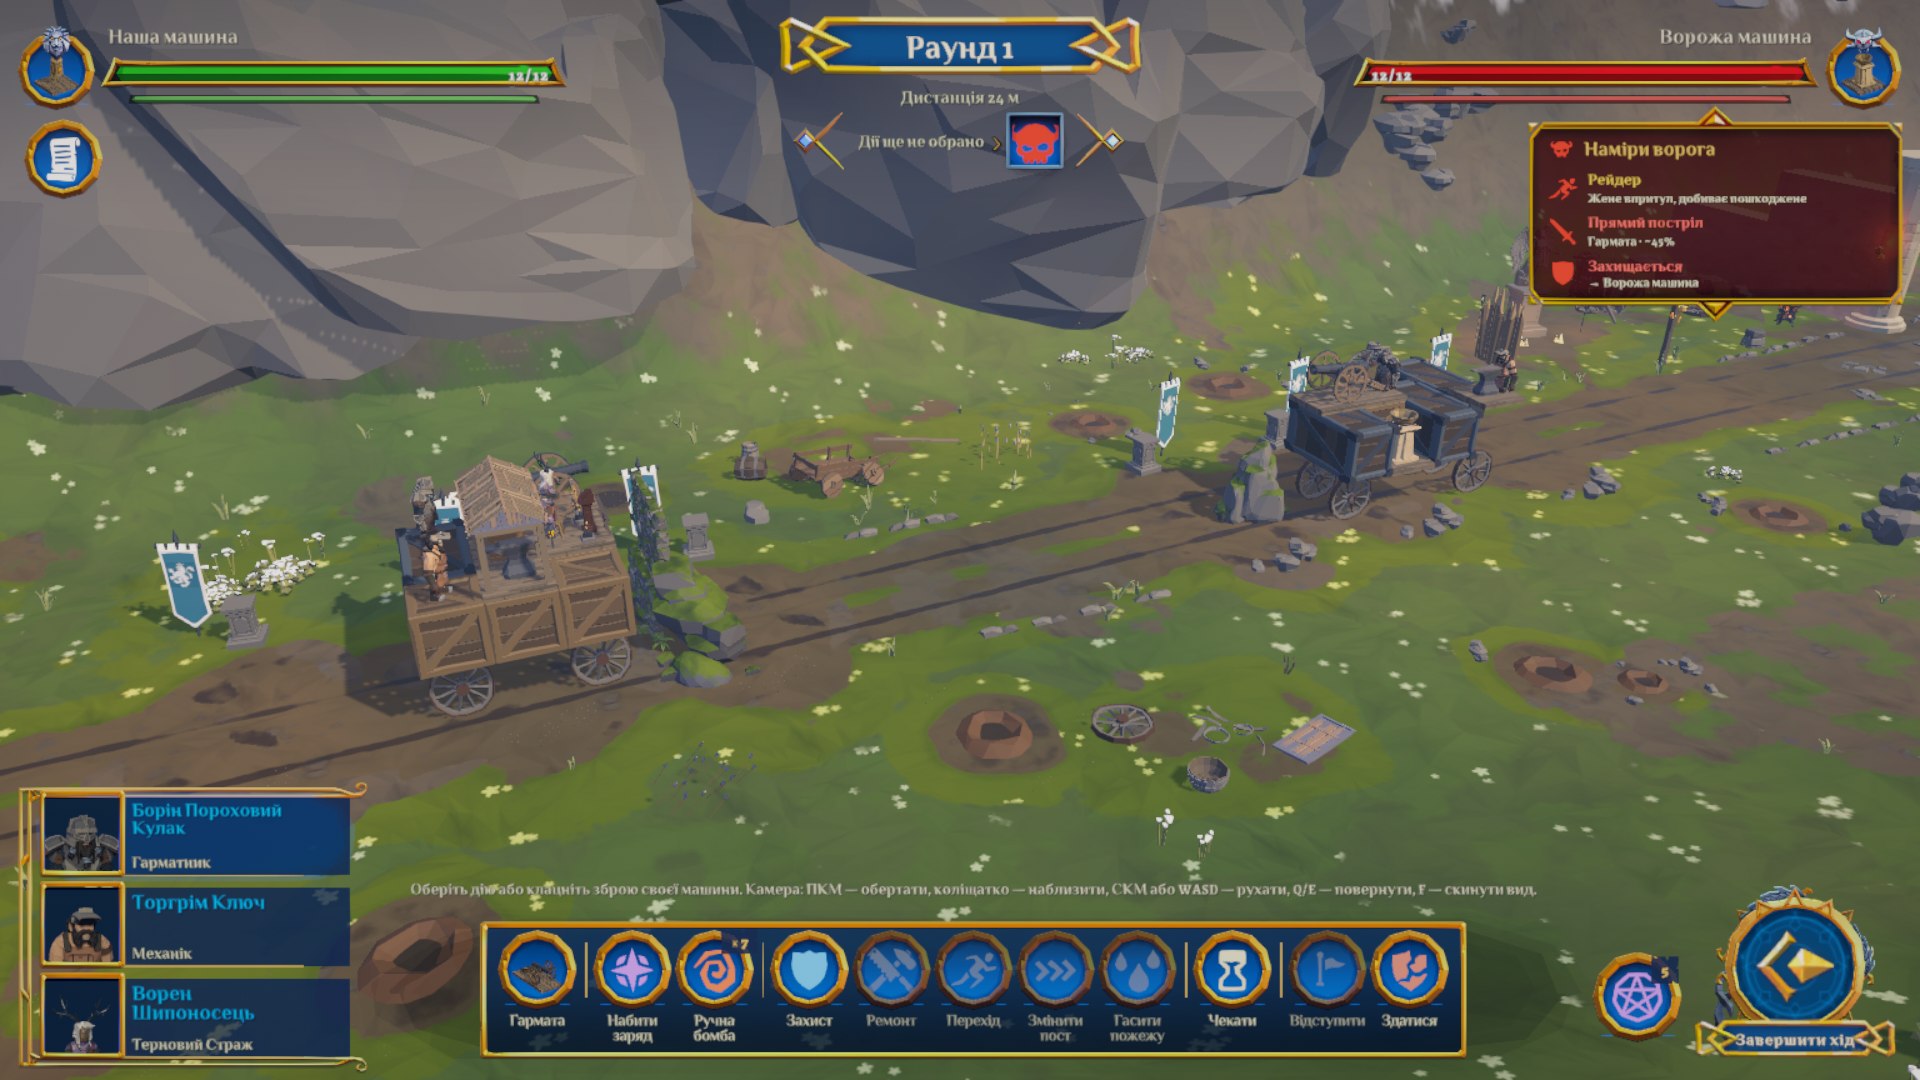 Наша машина
12/12
Раунд 1
Дистанція 24 м
Дії ще не обрано
Ворожа машина
12/12
Наміри ворога
Рейдер
Жене впритул, добиває пошкоджене
Прямий постріл
Гармата · ~45%
Захищається
→ Ворожа машина
Борін Пороховий
Кулак
Гарматник
Торгрім Ключ
Механік
Ворен
Шипоносець
Терновий Страж
Оберіть дію або клацніть зброю своєї машини. Камера: ПКМ — обертати, коліщатко — наблизити, СКМ або WASD — рухати, Q/E — повернути, F — скинути вид.
×7
Гармата
Набити
заряд
Ручна
бомба
Захист
Ремонт
Перехід
Змінити
пост
Гасити
пожежу
Чекати
Відступити
Здатися
5
Завершити хід